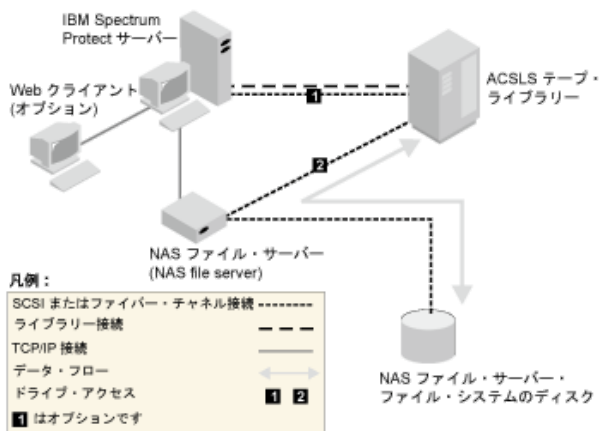 IBM Spectrum
Protect サーバー
Web クライアント
(オプション)
ACSLS テープ・
ライブラリー
1
2
NAS ファイル・サーバー
(NAS file server)
凡例：
SCSI またはファイバー・チャネル接続
ライブラリー接続
TCP/IP 接続
データ・フロー
ドライブ・アクセス 1 2
1 はオプションです
NAS ファイル・サーバー・
ファイル・システムのディスク